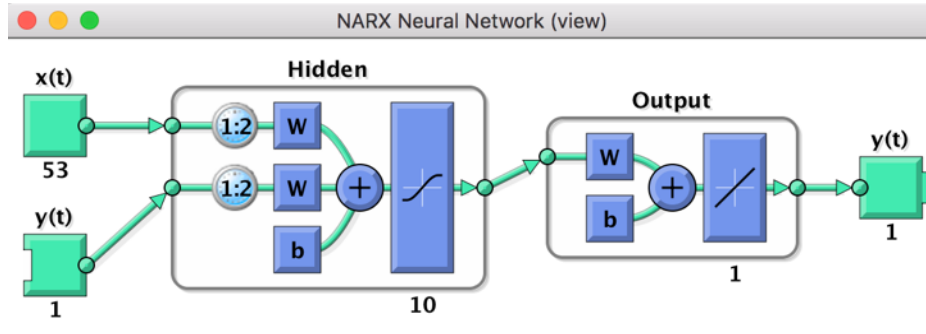 NARX Neural Network (view)
Hidden
x(t)
1:2
W
53
Output
y(t)
1:2
W
W
y(t)
b
b
1
1
10
1